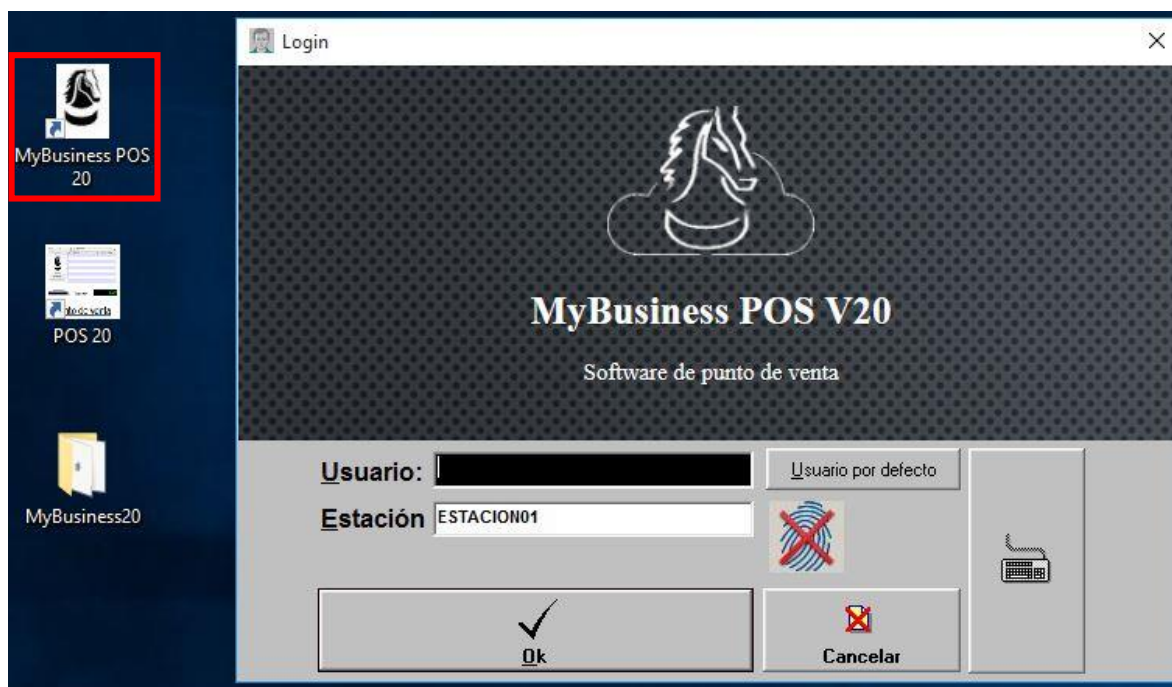 Login
MyBusiness POS
20
POS 20
MyBusiness20
MyBusiness POS V20
Software de punto de venta
Usuario:
Usuario por defecto
Estación
ESTACION01
Ok
Cancelar